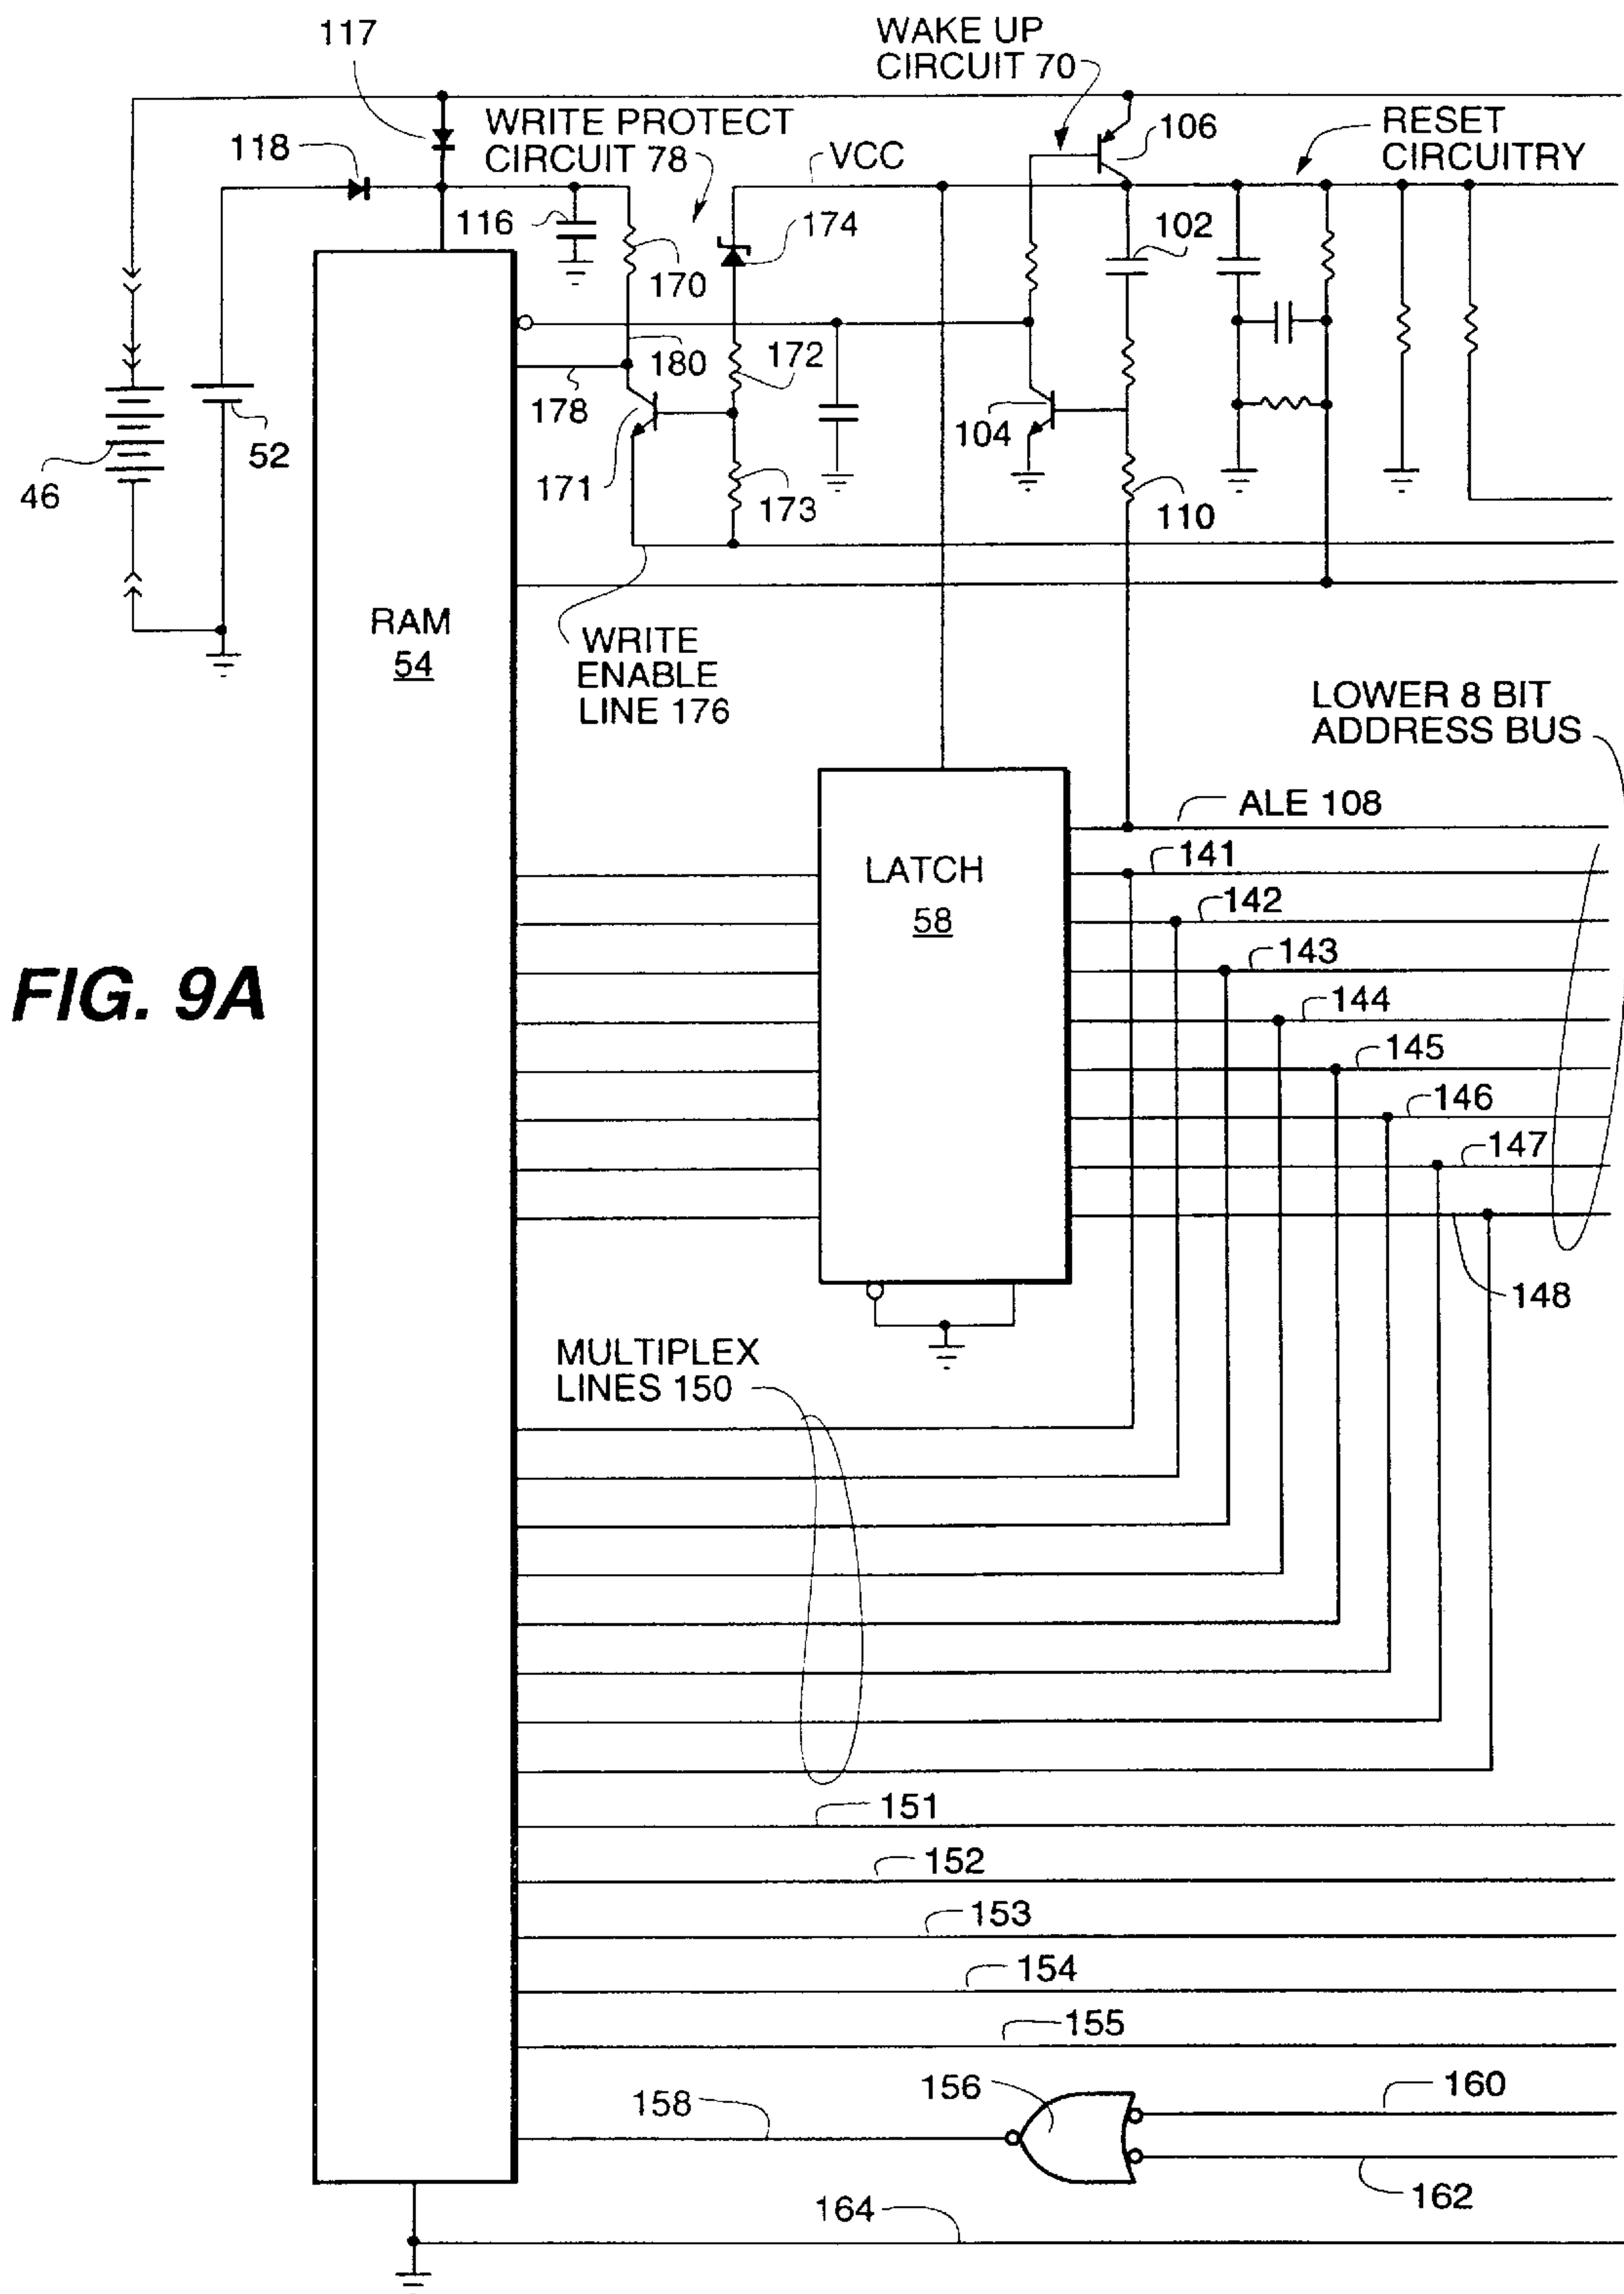 117
WAKE UP
CIRCUIT 70
118
WRITE PROTECT
CIRCUIT 78
VCC
106
RESET
CIRCUITRY
116
170
174
102
180
172
178
46
52
171
173
104
110
RAM
54
WRITE
ENABLE
LINE 176
LOWER 8 BIT
ADDRESS BUS
ALE 108
LATCH
58
141
142
143
144
145
146
147
148
FIG. 9A
MULTIPLEX
LINES 150
151
152
153
154
155
156
158
160
162
164